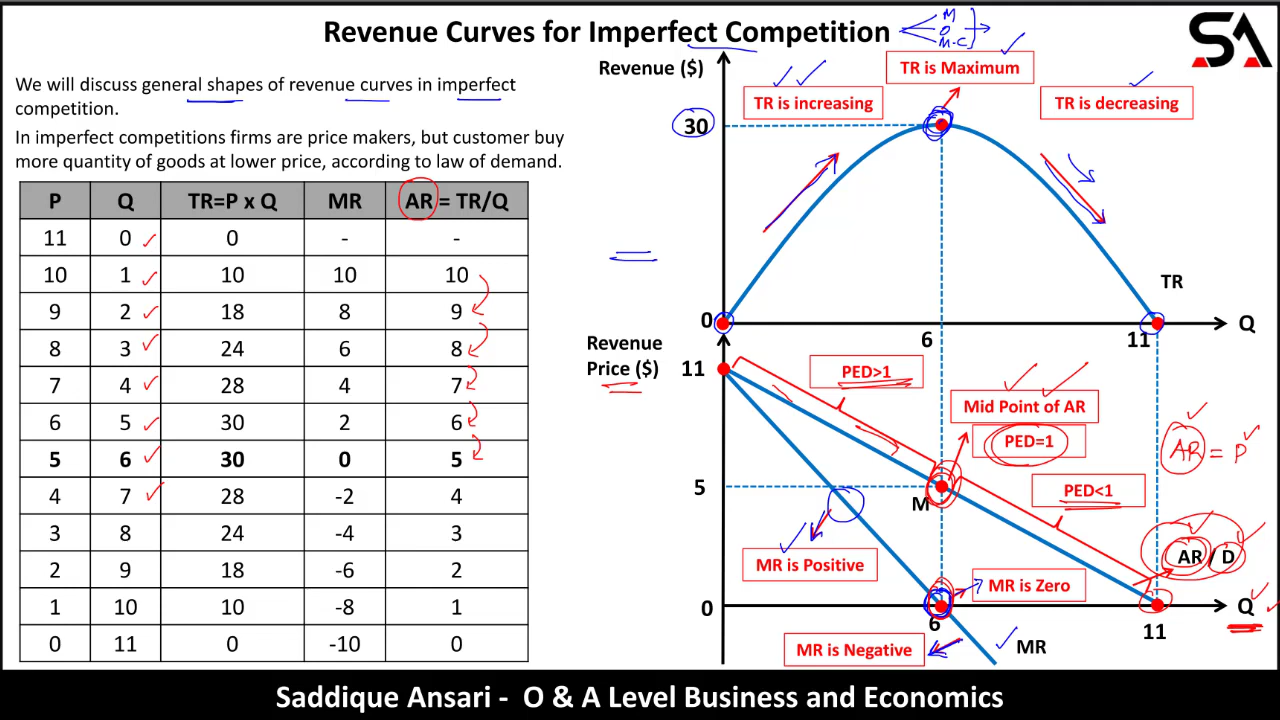 Revenue Curves for Imperfect Competition
M
O
M-C
SA
We will discuss general shapes of revenue curves in imperfect
competition.
In imperfect competitions firms are price makers, but customer buy
more quantity of goods at lower price, according to law of demand.
P Q TR=P x Q MR AR = TR/Q
11 0 0 - -
10 1 10 10 10
9 2 18 8 9
8 3 24 6 8
7 4 28 4 7
6 5 30 2 6
5 6 30 0 5
4 7 28 -2 4
3 8 24 -4 3
2 9 18 -6 2
1 10 10 -8 1
0 11 0 -10 0
Revenue ($)
TR is Maximum
TR is increasing
TR is decreasing
30
TR
0
6
11
Q
Revenue
Price ($)
11
PED>1
Mid Point of AR
PED=1
AR = P
5
M
PED<1
AR / D
MR is Positive
MR is Zero
0
6
11
Q
MR is Negative
MR
Saddique Ansari - O & A Level Business and Economics